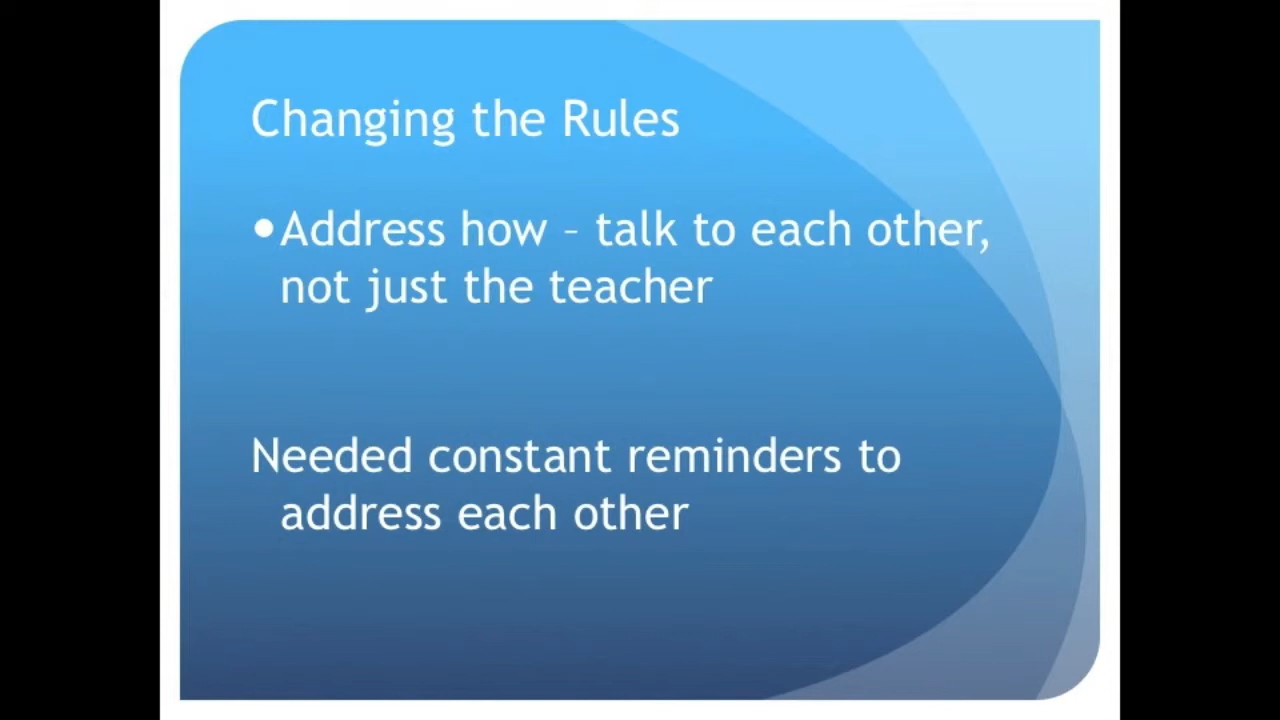 Changing the Rules
•Address how – talk to each other,
not just the teacher
Needed constant reminders to
address each other